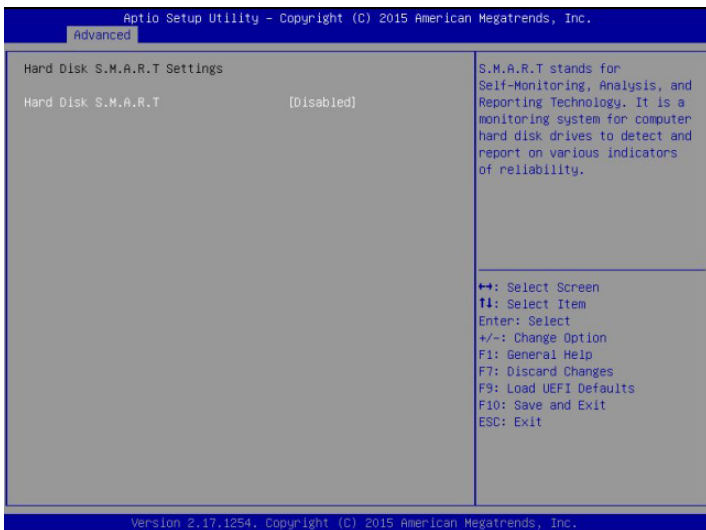 Aptio Setup Utility – Copyright (C) 2015 American Megatrends, Inc.
Advanced
Hard Disk S.M.A.R.T Settings
Hard Disk S.M.A.R.T [Disabled]
S.M.A.R.T stands for
Self-Monitoring, Analysis, and
Reporting Technology. It is a
monitoring system for computer
hard disk drives to detect and
report on various indicators
of reliability.
↔: Select Screen
↑↓: Select Item
Enter: Select
+/-: Change Option
F1: General Help
F7: Discard Changes
F9: Load UEFI Defaults
F10: Save and Exit
ESC: Exit
Version 2.17.1254. Copyright (C) 2015 American Megatrends, Inc.